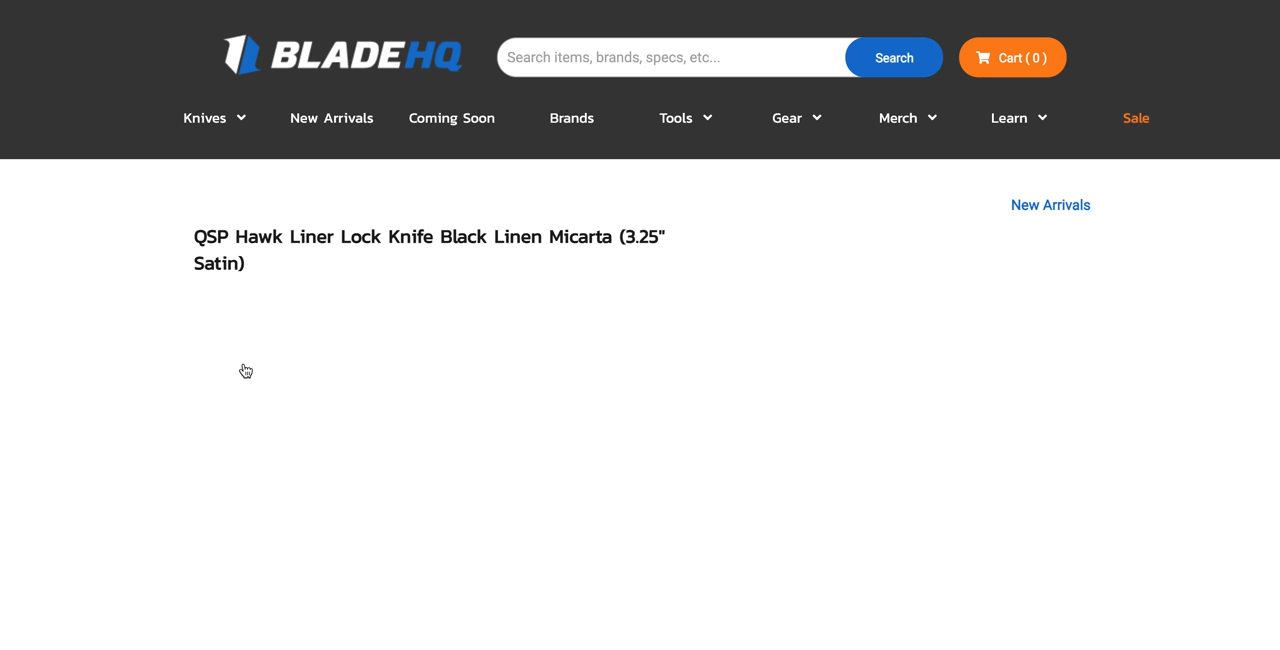 BLADEHQ
Search items, brands, specs, etc...
Search
Cart ( 0 )
Knives
New Arrivals
Coming Soon
Brands
Tools
Gear
Merch
Learn
Sale
New Arrivals
QSP Hawk Liner Lock Knife Black Linen Micarta (3.25"
Satin)